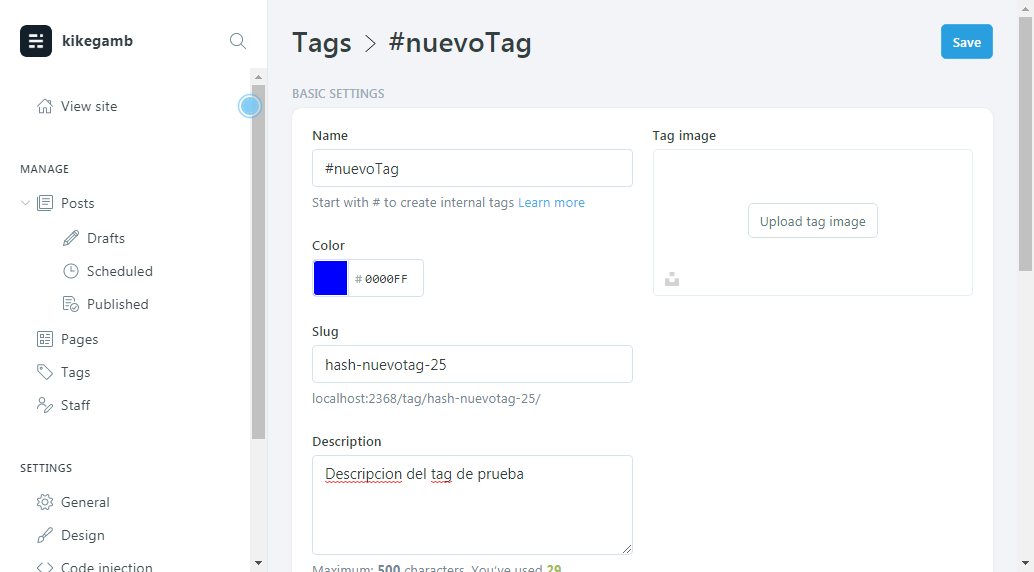 kikegamb
View site
MANAGE
Posts
Drafts
Scheduled
Published
Pages
Tags
Staff
SETTINGS
General
Design
Code injection
Tags > #nuevoTag
Save
BASIC SETTINGS
Name
#nuevoTag
Start with # to create internal tags Learn more
Color
# 0000FF
Slug
hash-nuevotag-25
localhost:2368/tag/hash-nuevotag-25/
Description
Descripcion del tag de prueba
Maximum: 500 characters. You've used 29
Tag image
Upload tag image